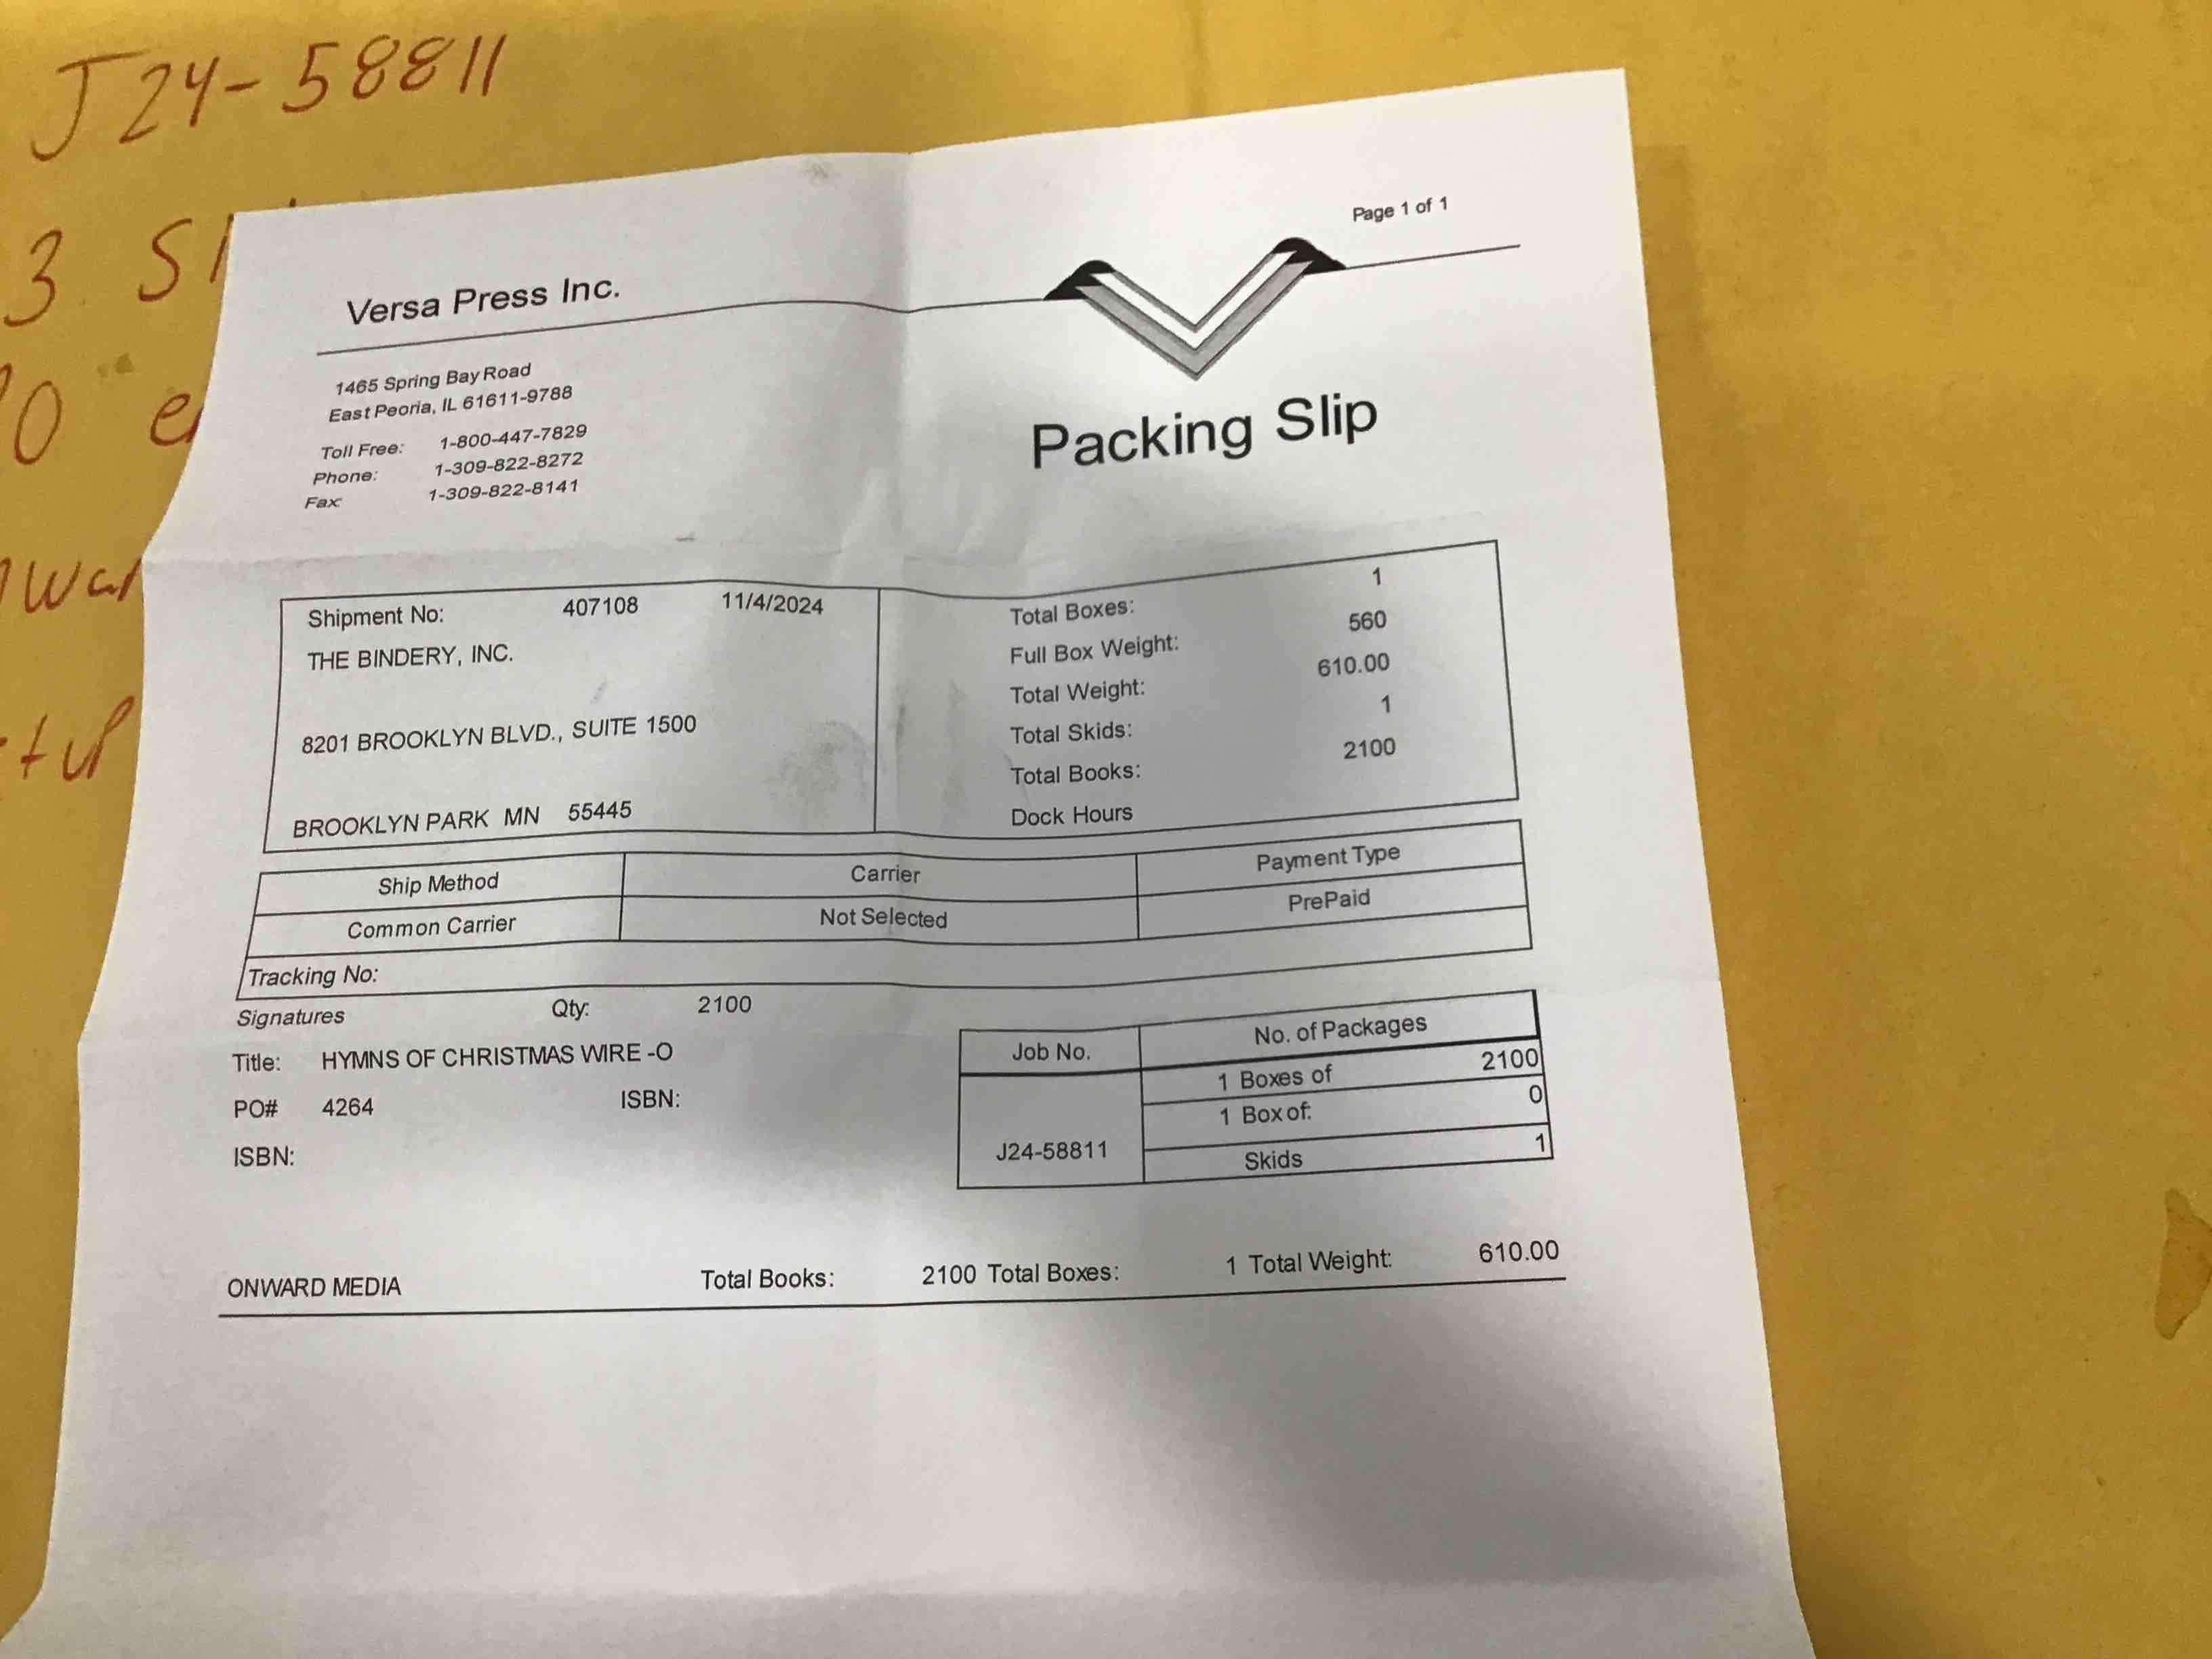 J24-58811
3
Page 1 of 1
Versa Press Inc.
1465 Spring Bay Road
East Peoria, IL 61611-9788
Toll Free: 1-800-447-7829
Phone: 1-309-822-8272
Fax: 1-309-822-8141
Packing Slip
Shipment No: 407108 11/4/2024
THE BINDERY, INC.
8201 BROOKLYN BLVD., SUITE 1500
BROOKLYN PARK MN 55445
Total Boxes: 1
Full Box Weight: 560
Total Weight: 610.00
Total Skids: 1
Total Books: 2100
Dock Hours
Ship Method Carrier Payment Type
Common Carrier Not Selected PrePaid
Tracking No:
Signatures Qty: 2100
Title: HYMNS OF CHRISTMAS WIRE -O
PO# 4264 ISBN:
ISBN:
Job No. No. of Packages
1 Boxes of 2100
1 Box of: 0
J24-58811
Skids 1
ONWARD MEDIA Total Books: 2100 Total Boxes: 1 Total Weight: 610.00